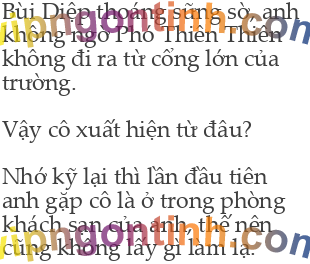 Bùi Diệp thoáng sững sờ, anh
không ngờ Phó Thiên Thiên
không đi ra từ cổng lớn của
trường.
Vậy cô xuất hiện từ đâu?
Nhớ kỹ lại thì lần đầu tiên
anh gặp cô là ở trong phòng
khách sạn của anh, thế nên
cũng không lấy gì làm lạ.